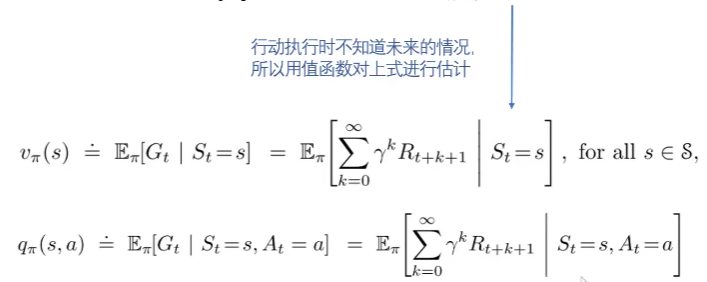 行动执行时不知道未来的情况,
所以用值函数对上式进行估计
v_π(s) ≐ 𝔼_π[G_t | S_t=s] = 𝔼_π[∑_{k=0}^{∞} γ^k R_{t+k+1} | S_t=s], for all s ∈ 𝒮,
q_π(s,a) ≐ 𝔼_π[G_t | S_t=s, A_t = a] = 𝔼_π[∑_{k=0}^{∞} γ^k R_{t+k+1} | S_t=s, A_t=a]